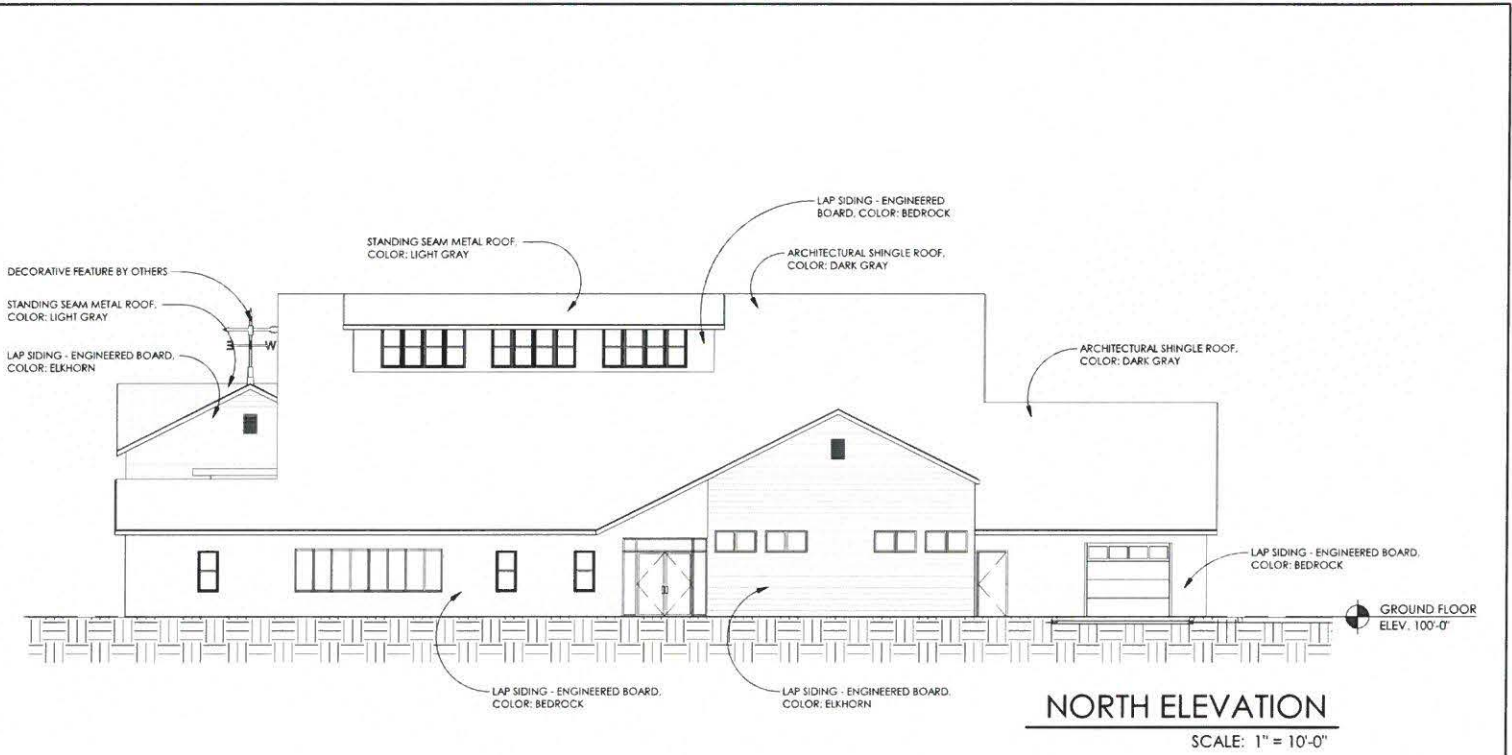 LAP SIDING - ENGINEERED
BOARD. COLOR: BEDROCK
STANDING SEAM METAL ROOF.
COLOR: LIGHT GRAY
ARCHITECTURAL SHINGLE ROOF.
COLOR: DARK GRAY
DECORATIVE FEATURE BY OTHERS
STANDING SEAM METAL ROOF.
COLOR: LIGHT GRAY
LAP SIDING - ENGINEERED BOARD.
COLOR: ELKHORN
E W
ARCHITECTURAL SHINGLE ROOF.
COLOR: DARK GRAY
LAP SIDING - ENGINEERED BOARD.
COLOR: BEDROCK
GROUND FLOOR
ELEV. 100'-0"
LAP SIDING - ENGINEERED BOARD.
COLOR: BEDROCK
LAP SIDING - ENGINEERED BOARD.
COLOR: ELKHORN
NORTH ELEVATION
SCALE: 1" = 10'-0"